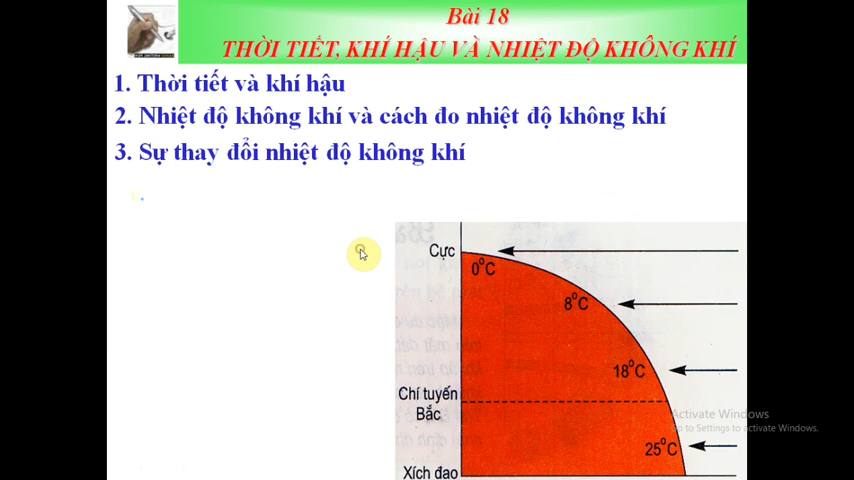 Bài 18
THỜI TIẾT, KHÍ HẬU VÀ NHIỆT ĐỘ KHÔNG KHÍ
1. Thời tiết và khí hậu
2. Nhiệt độ không khí và cách đo nhiệt độ không khí
3. Sự thay đổi nhiệt độ không khí
Cực
0°C
8°C
18°C
Chí tuyến
Bắc
Activate Windows
Go to Settings to activate Windows.
25°C
Xích đạo